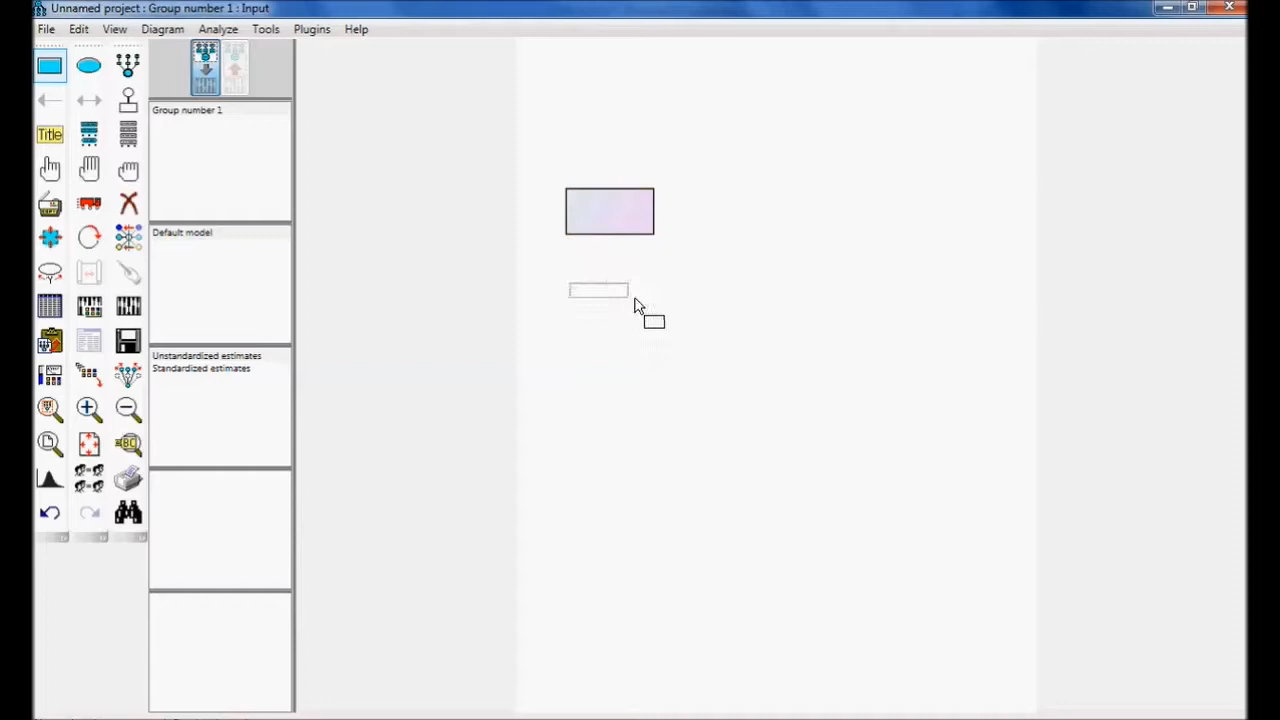 Unnamed project : Group number 1 : Input
File Edit View Diagram Analyze Tools Plugins Help
Group number 1
Title
Default model
Unstandardized estimates
Standardized estimates